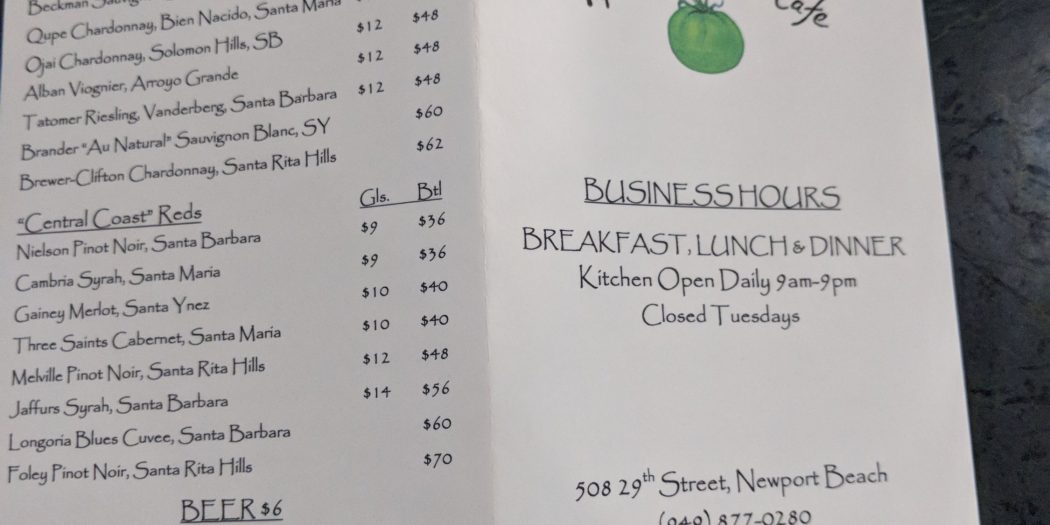 Beckman
Qupe Chardonnay, Bien Nacido, Santa Maria $48
Ojai Chardonnay, Solomon Hills, SB $12 $48
Alban Viognier, Arroyo Grande $12 $48
Tatomer Riesling, Vanderberg, Santa Barbara $12 $48
Brander "Au Natural" Sauvignon Blanc, SY $60
Brewer-Clifton Chardonnay, Santa Rita Hills $62
"Central Coast" Reds Gls. Btl
Nielson Pinot Noir, Santa Barbara $9 $36
Cambria Syrah, Santa Maria $9 $36
Gainey Merlot, Santa Ynez $10 $40
Three Saints Cabernet, Santa Maria $10 $40
Melville Pinot Noir, Santa Rita Hills $12 $48
Jaffurs Syrah, Santa Barbara $14 $56
Longoria Blues Cuvee, Santa Barbara $60
Foley Pinot Noir, Santa Rita Hills $70
BEER $6
Cafe
BUSINESS HOURS
BREAKFAST, LUNCH & DINNER
Kitchen Open Daily 9am-9pm
Closed Tuesdays
508 29th Street, Newport Beach
(949) 877-0280